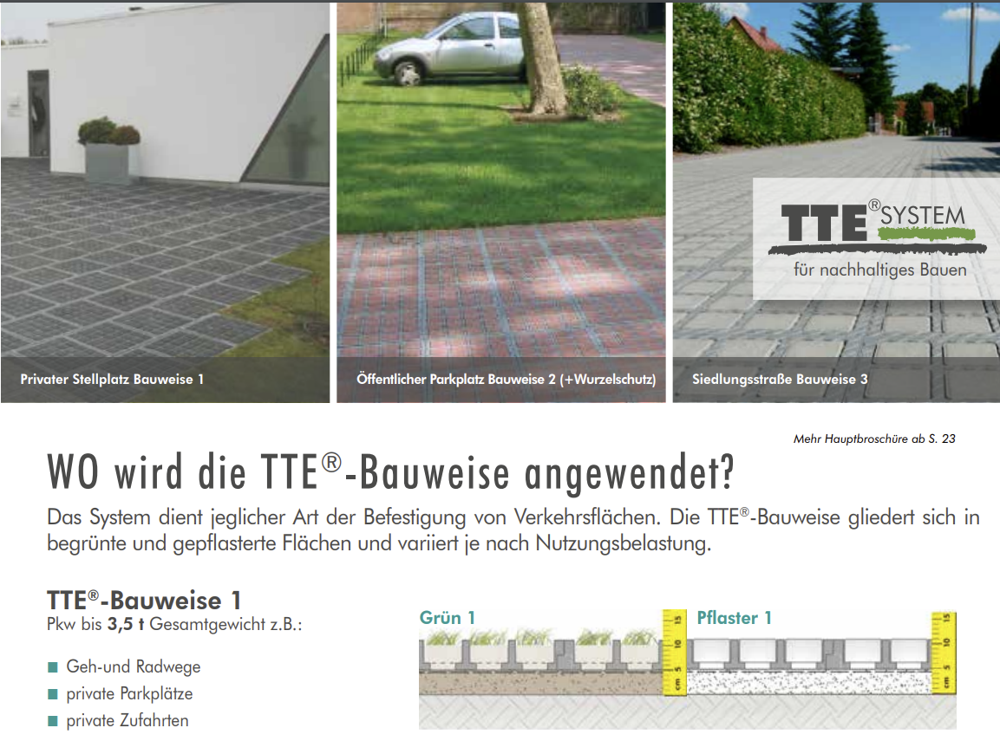 TTE® SYSTEM
für nachhaltiges Bauen
Privater Stellplatz Bauweise 1
Öffentlicher Parkplatz Bauweise 2 (+Wurzelschutz)
Siedlungsstraße Bauweise 3
Mehr Hauptbroschüre ab S. 23
WO wird die TTE®-Bauweise angewendet?
Das System dient jeglicher Art der Befestigung von Verkehrsflächen. Die TTE®-Bauweise gliedert sich in
begrünte und gepflasterte Flächen und variiert je nach Nutzungsbelastung.
TTE®-Bauweise 1
Pkw bis 3,5 t Gesamtgewicht z.B.:
Geh-und Radwege
private Parkplätze
private Zufahrten
Grün 1
15
10
5
cm
Pflaster 1
15
10
5
cm